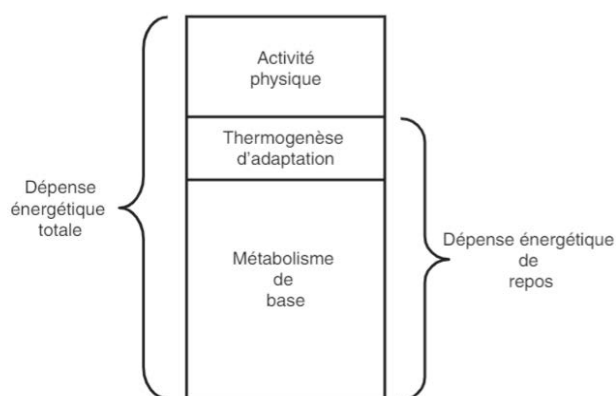 Activité
physique
Thermogenèse
d'adaptation
Dépense
énergétique
totale
Métabolisme
de
base
Dépense énergétique
de
repos